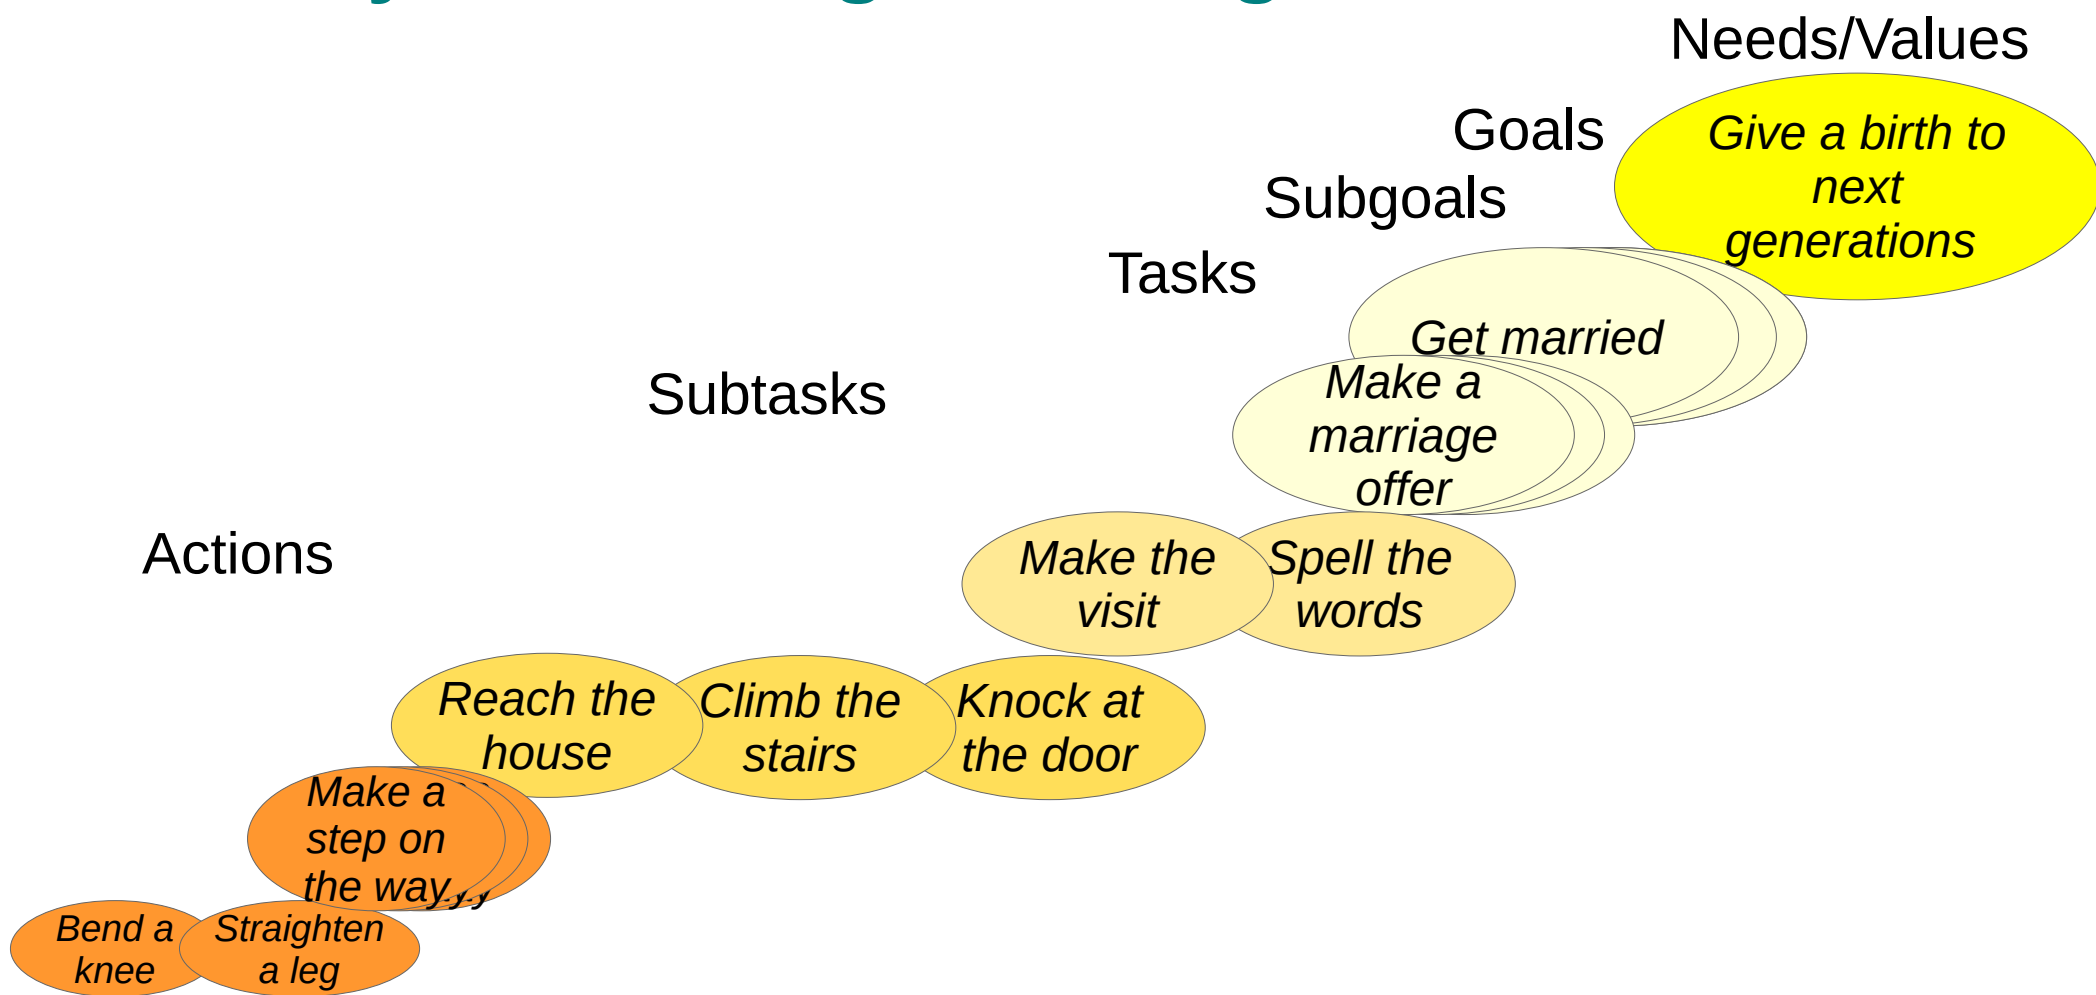 Needs/Values
Goals
Give a birth to
next
generations
Subgoals
Tasks
Get married
Subtasks
Make a
marriage
offer
Actions
Make the
visit
Spell the
words
Reach the
house
Climb the
stairs
Knock at
the door
Make a
step on
the way
Bend a
knee
Straighten
a leg